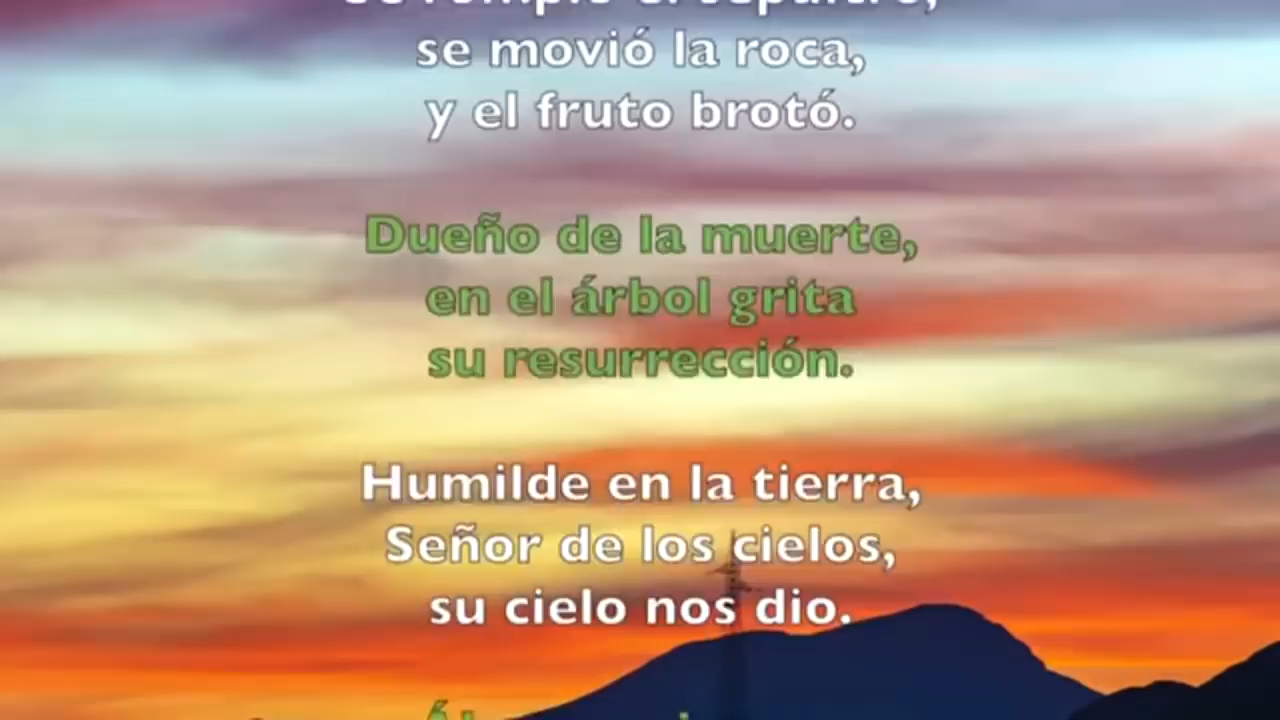 se movió la roca,
y el fruto brotó.
Dueño de la muerte,
en el árbol grita
su resurrección.
Humilde en la tierra,
Señor de los cielos,
su cielo nos dio.